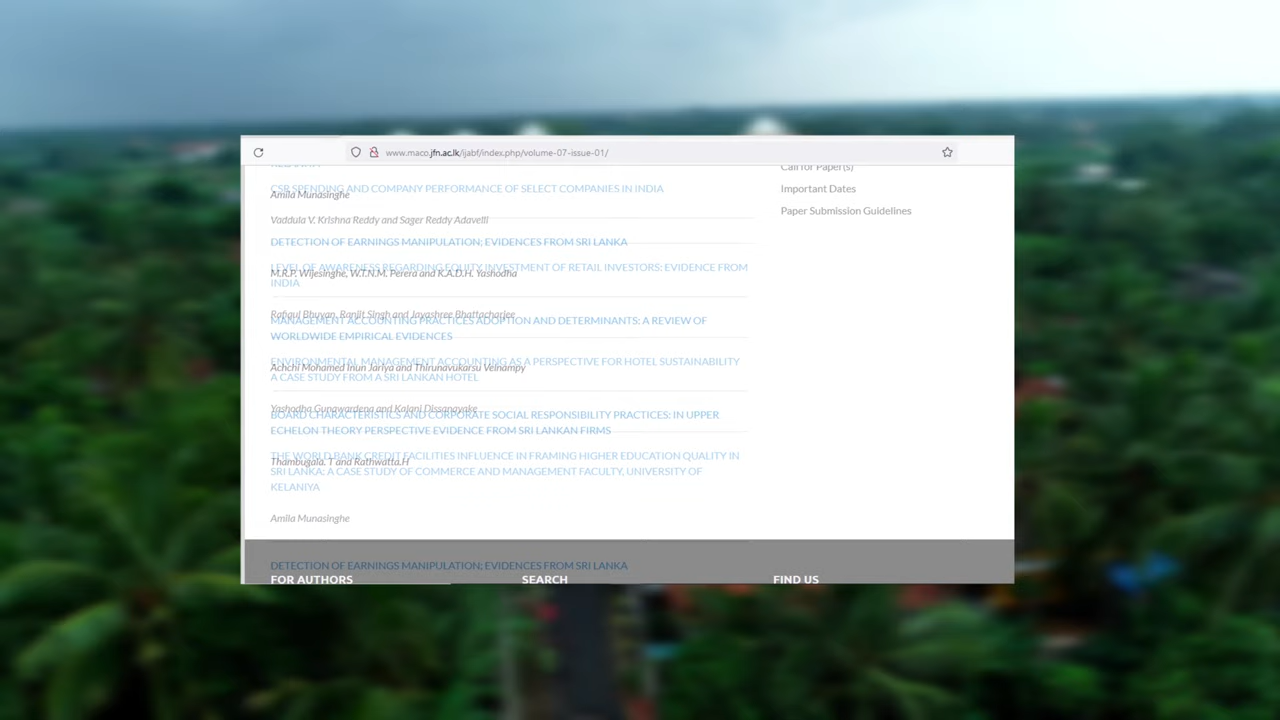 www.maco.jfn.ac.lk/ijabf/index.php/volume-07-issue-01/
Call for Paper(s)
CSR SPENDING AND COMPANY PERFORMANCE OF SELECT COMPANIES IN INDIA
Important Dates
Amila Munasinghe
Paper Submission Guidelines
Vaddula V. Krishna Reddy and Sager Reddy Adavelli
DETECTION OF EARNINGS MANIPULATION; EVIDENCES FROM SRI LANKA
LEVEL OF AWARENESS REGARDING EQUITY INVESTMENT OF RETAIL INVESTORS: EVIDENCE FROM
M.R.P. Wijesinghe, W.T.N.M. Perera and K.A.D.H. Yashodha
INDIA
Rafiqul Bhuyan, Ranjit Singh and Jayashree Bhattacharjee
MANAGEMENT ACCOUNTING PRACTICES ADOPTION AND DETERMINANTS: A REVIEW OF
WORLDWIDE EMPIRICAL EVIDENCES
ENVIRONMENTAL MANAGEMENT ACCOUNTING AS A PERSPECTIVE FOR HOTEL SUSTAINABILITY
Achchi Mohamed Inun Jariya and Thirunavukarsu Velnampy
A CASE STUDY FROM A SRI LANKAN HOTEL
Yashodha Gunawardena and Kalani Dissanayake
BOARD CHARACTERISTICS AND CORPORATE SOCIAL RESPONSIBILITY PRACTICES: IN UPPER
ECHELON THEORY PERSPECTIVE EVIDENCE FROM SRI LANKAN FIRMS
THE WORLD BANK CREDIT FACILITIES INFLUENCE IN FRAMING HIGHER EDUCATION QUALITY IN
Thambugala. T and Rathwatta.H
SRI LANKA; A CASE STUDY OF COMMERCE AND MANAGEMENT FACULTY, UNIVERSITY OF
KELANIYA
Amila Munasinghe
DETECTION OF EARNINGS MANIPULATION; EVIDENCES FROM SRI LANKA
FOR AUTHORS
SEARCH
FIND US